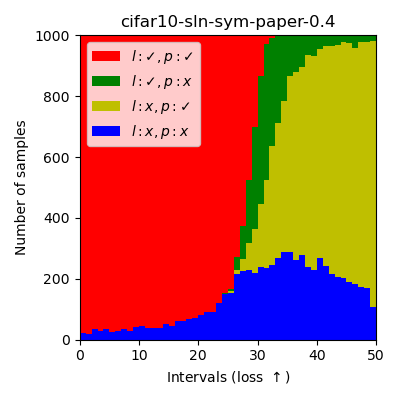 cifar10-sln-sym-paper-0.4
1000
800
600
400
200
0
Number of samples
l : ✓, p : ✓
l : ✓, p : x
l : x, p : ✓
l : x, p : x
0 10 20 30 40 50
Intervals (loss ↑)